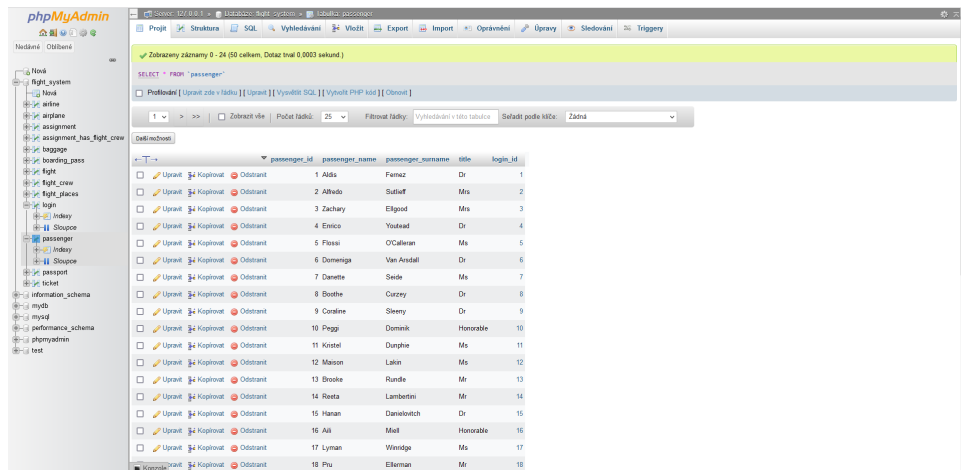 phpMyAdmin
Nedávné Oblíbené
Nová
flight_system
Nová
airline
airplane
assignment
assignment_has_flight_crew
baggage
boarding_pass
flight
flight_crew
flight_places
login
Indexy
Sloupce
passenger
Indexy
Sloupce
passport
ticket
information_schema
mydb
mysql
performance_schema
phpmyadmin
test
Server: 127.0.0.1 » Databáze: flight_system » Tabulka: passenger
Projít Struktura SQL Vyhledávání Vložit Export Import Oprávnění Úpravy Sledování Triggery
Zobrazeny záznamy 0 - 24 (50 celkem, Dotaz trval 0,0003 sekund.)
SELECT * FROM `passenger`
Profilování [ Upravit zde v řádku ] [ Upravit ] [ Vysvětlit SQL ] [ Vytvořit PHP kód ] [ Obnovit ]
1 > >> Zobrazit vše Počet řádků: 25 Filtrovat řádky: Vyhledávání v této tabulce Seřadit podle klíče: Žádná
Další možnosti
←T→ passenger_id passenger_name passenger_surname title login_id
Upravit Kopírovat Odstranit 1 Aldis Fernez Dr 1
Upravit Kopírovat Odstranit 2 Alfredo Sutlieff Mrs 2
Upravit Kopírovat Odstranit 3 Zachary Ellgood Mrs 3
Upravit Kopírovat Odstranit 4 Enrico Youtead Dr 4
Upravit Kopírovat Odstranit 5 Flossi O'Calleran Ms 5
Upravit Kopírovat Odstranit 6 Domeniga Van Arsdall Dr 6
Upravit Kopírovat Odstranit 7 Danette Seide Ms 7
Upravit Kopírovat Odstranit 8 Boothe Curzey Dr 8
Upravit Kopírovat Odstranit 9 Coraline Sleeny Dr 9
Upravit Kopírovat Odstranit 10 Peggi Dominik Honorable 10
Upravit Kopírovat Odstranit 11 Kristel Dunphie Ms 11
Upravit Kopírovat Odstranit 12 Maison Lakin Ms 12
Upravit Kopírovat Odstranit 13 Brooke Rundle Mr 13
Upravit Kopírovat Odstranit 14 Reeta Lambertini Mr 14
Upravit Kopírovat Odstranit 15 Hanan Danielovitch Dr 15
Upravit Kopírovat Odstranit 16 Aili Miell Honorable 16
Upravit Kopírovat Odstranit 17 Lyman Winridge Ms 17
Konzole pravit Kopírovat Odstranit 18 Pru Ellerman Mr 18